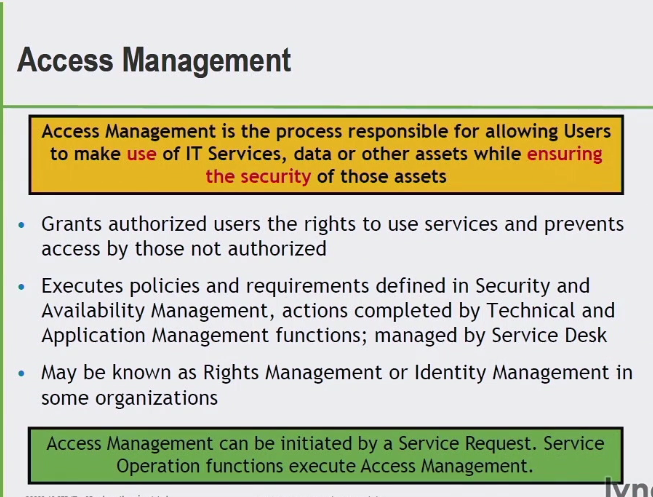 Access Management
Access Management is the process responsible for allowing Users
to make use of IT Services, data or other assets while ensuring
the security of those assets
• Grants authorized users the rights to use services and prevents
access by those not authorized
• Executes policies and requirements defined in Security and
Availability Management, actions completed by Technical and
Application Management functions; managed by Service Desk
• May be known as Rights Management or Identity Management in
some organizations
Access Management can be initiated by a Service Request. Service
Operation functions execute Access Management.